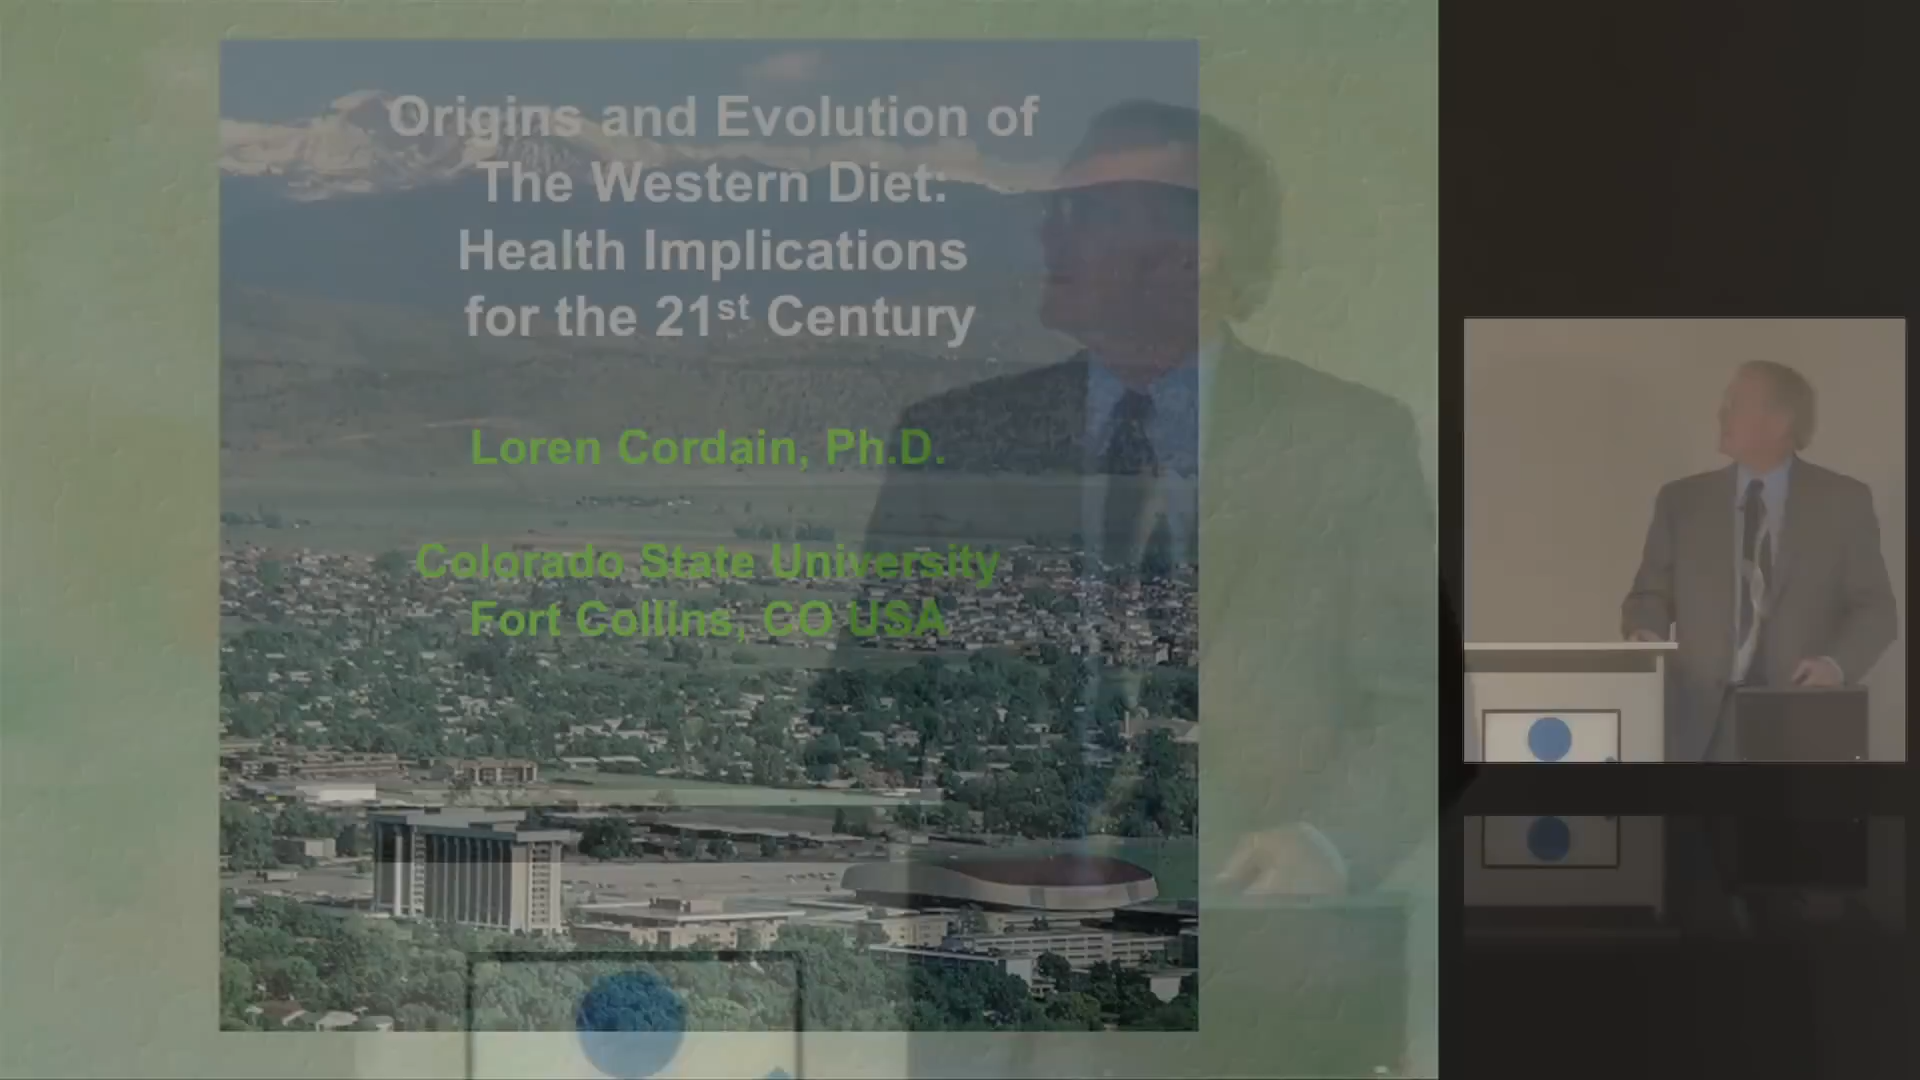 Origins and Evolution of
The Western Diet:
Health Implications
for the 21st Century
Loren Cordain, Ph.D.
Colorado State University
Fort Collins, CO USA